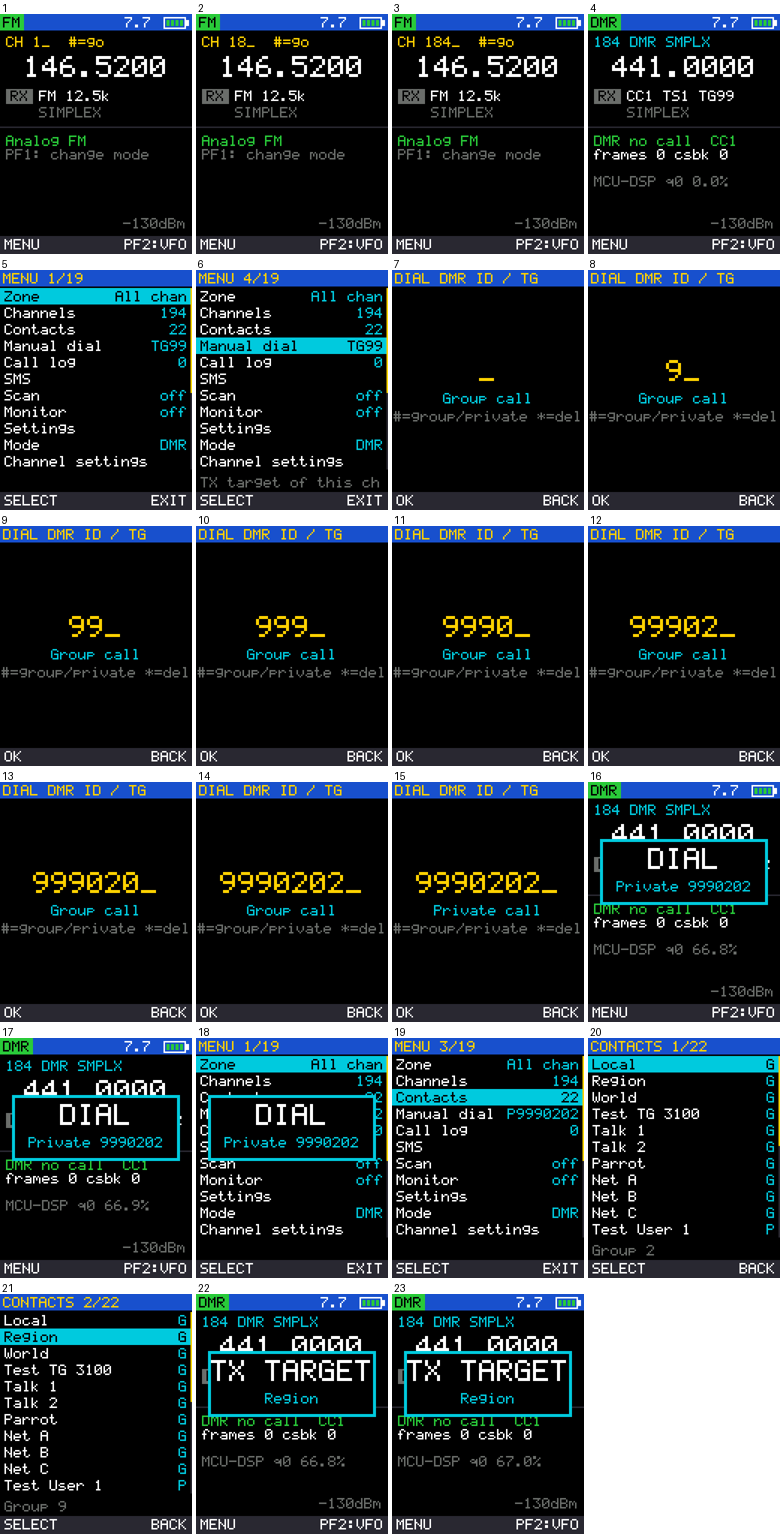 1
FM 7.7
CH 1_ #=go
146.5200
RX FM 12.5k
SIMPLEX
Analog FM
PF1: change mode
-130dBm
MENU PF2:VFO
2
FM 7.7
CH 18_ #=go
146.5200
RX FM 12.5k
SIMPLEX
Analog FM
PF1: change mode
-130dBm
MENU PF2:VFO
3
FM 7.7
CH 184_ #=go
146.5200
RX FM 12.5k
SIMPLEX
Analog FM
PF1: change mode
-130dBm
MENU PF2:VFO
4
DMR 7.7
184 DMR SMPLX
441.0000
RX CC1 TS1 TG99
SIMPLEX
DMR no call CC1
frames 0 csbk 0
MCU-DSP q0 0.0%
-130dBm
MENU PF2:VFO
5
MENU 1/19
Zone All chan
Channels 194
Contacts 22
Manual dial TG99
Call log 0
SMS
Scan off
Monitor off
Settings
Mode DMR
Channel settings
SELECT EXIT
6
MENU 4/19
Zone All chan
Channels 194
Contacts 22
Manual dial TG99
Call log 0
SMS
Scan off
Monitor off
Settings
Mode DMR
Channel settings
TX target of this ch
SELECT EXIT
7
DIAL DMR ID / TG
_
Group call
#=group/private *=del
OK BACK
8
DIAL DMR ID / TG
9_
Group call
#=group/private *=del
OK BACK
9
DIAL DMR ID / TG
99_
Group call
#=group/private *=del
OK BACK
10
DIAL DMR ID / TG
999_
Group call
#=group/private *=del
OK BACK
11
DIAL DMR ID / TG
9990_
Group call
#=group/private *=del
OK BACK
12
DIAL DMR ID / TG
99902_
Group call
#=group/private *=del
OK BACK
13
DIAL DMR ID / TG
999020_
Group call
#=group/private *=del
OK BACK
14
DIAL DMR ID / TG
9990202_
Group call
#=group/private *=del
OK BACK
15
DIAL DMR ID / TG
9990202_
Private call
#=group/private *=del
OK BACK
16
DMR 7.7
184 DMR SMPLX
441.0000
DIAL
Private 9990202
DMR no call CC1
frames 0 csbk 0
MCU-DSP q0 66.8%
-130dBm
MENU PF2:VFO
17
DMR 7.7
184 DMR SMPLX
441.0000
DIAL
Private 9990202
DMR no call CC1
frames 0 csbk 0
MCU-DSP q0 66.9%
-130dBm
MENU PF2:VFO
18
MENU 1/19
Zone All chan
Channels 194
DIAL
Private 9990202
Scan off
Monitor off
Settings
Mode DMR
Channel settings
SELECT EXIT
19
MENU 3/19
Zone All chan
Channels 194
Contacts 22
Manual dial P9990202
Call log 0
SMS
Scan off
Monitor off
Settings
Mode DMR
Channel settings
SELECT EXIT
20
CONTACTS 1/22
Local G
Region G
World G
Test TG 3100 G
Talk 1 G
Talk 2 G
Parrot G
Net A G
Net B G
Net C G
Test User 1 P
Group 2
SELECT BACK
21
CONTACTS 2/22
Local G
Region G
World G
Test TG 3100 G
Talk 1 G
Talk 2 G
Parrot G
Net A G
Net B G
Net C G
Test User 1 P
Group 9
SELECT BACK
22
DMR 7.7
184 DMR SMPLX
441.0000
TX TARGET
Region
DMR no call CC1
frames 0 csbk 0
MCU-DSP q0 66.8%
-130dBm
MENU PF2:VFO
23
DMR 7.7
184 DMR SMPLX
441.0000
TX TARGET
Region
DMR no call CC1
frames 0 csbk 0
MCU-DSP q0 67.0%
-130dBm
MENU PF2:VFO